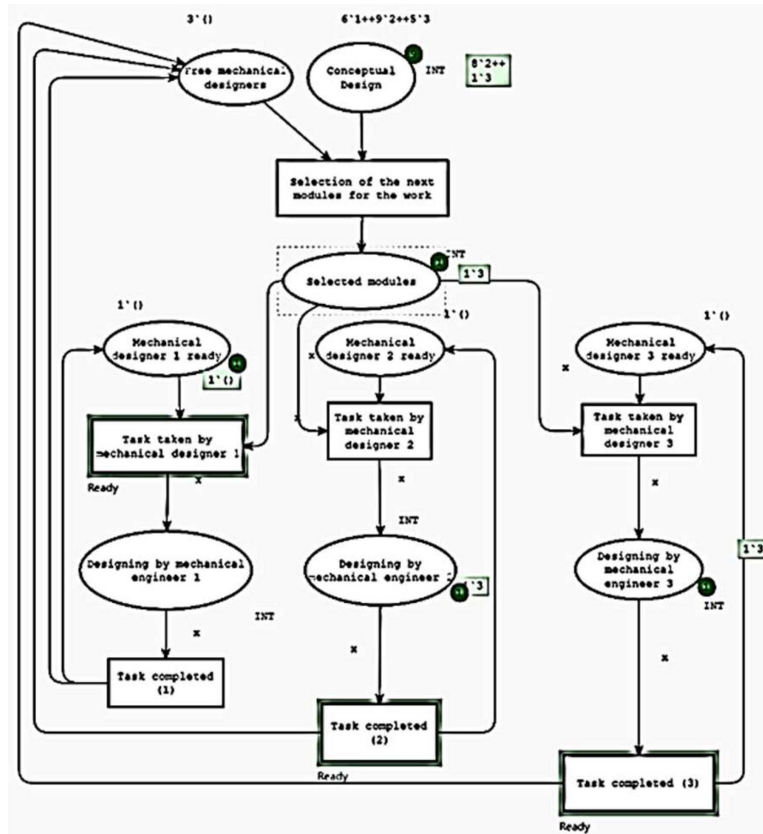 3`()
6`1++9`2++5`3
Free mechanical
designers
Conceptual
Design
INT
8`2++
1`3
Selection of the next
modules for the work
INT
Selected modules
1`3
1`()
1`()
1`()
Mechanical
designer 1 ready
1`()
Mechanical
designer 2 ready
x
Mechanical
designer 3 ready
x
Task taken by
mechanical designer 1
Ready
x
x
Task taken by
mechanical
designer 2
x
Task taken by
mechanical
designer 3
x
INT
Designing by mechanical
engineer 1
INT
Designing by
mechanical engineer
1`3
Designing by
mechanical
engineer 3
INT
1`3
x
x
x
Task completed
(1)
Task completed
(2)
Ready
Task completed (3)
Ready